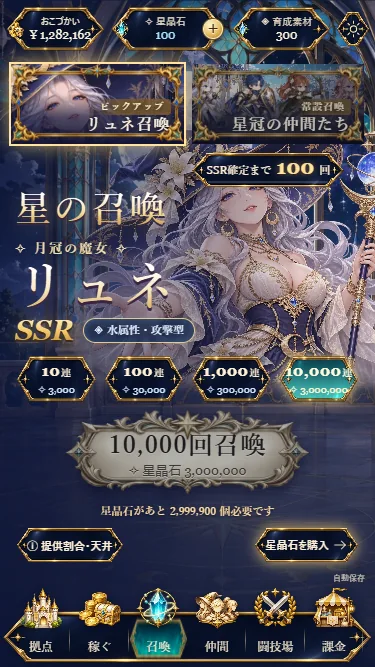 おこづかい
¥1,282,162
✧ 星晶石
100
+
◈ 育成素材
300
ピックアップ
リュネ召喚
常設召喚
星冠の仲間たち
SSR確定まで 100 回
星の召喚
✧ 月冠の魔女 ✧
リュネ
SSR
◈ 水属性・攻撃型
10連
✧ 3,000
100連
✧ 30,000
1,000連
✧ 300,000
10,000連
✧ 3,000,000
10,000回召喚
✧ 星晶石 3,000,000
星晶石があと 2,999,900 個必要です
ⓘ 提供割合・天井
星晶石を購入 →
自動保存
拠点
稼ぐ
召喚
仲間
闘技場
課金